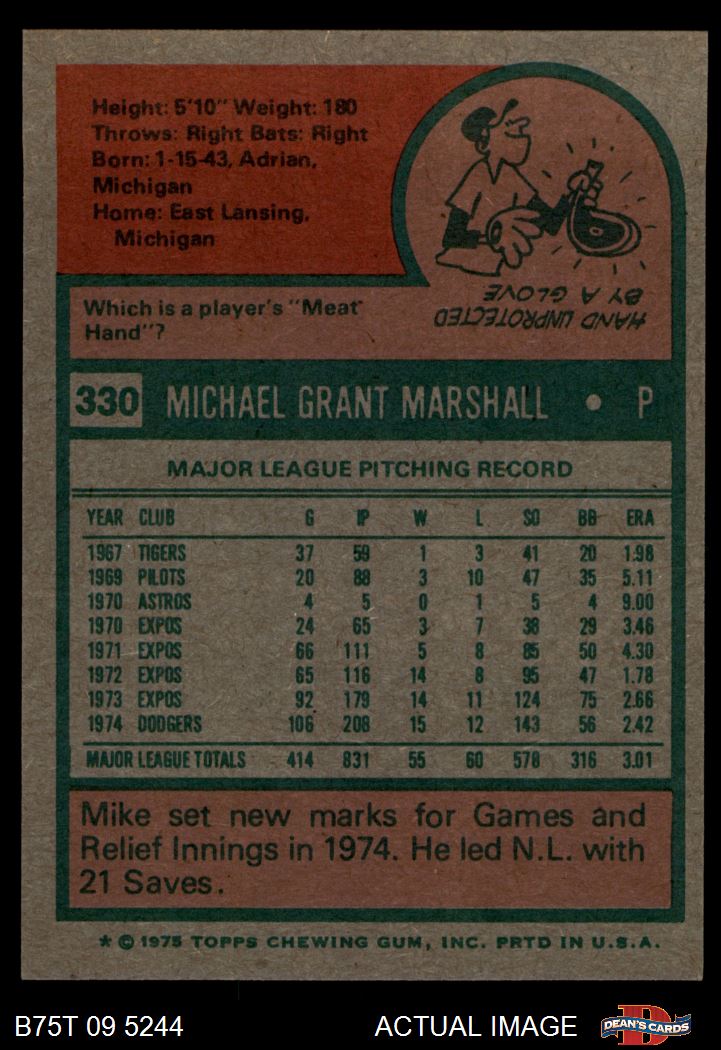 Height: 5'10" Weight: 180
Throws: Right Bats: Right
Born: 1-15-43, Adrian,
Michigan
Home: East Lansing,
Michigan
Which is a player's "Meat
Hand"?
HAND UNPROTECTED
BY A GLOVE
330 MICHAEL GRANT MARSHALL • P
MAJOR LEAGUE PITCHING RECORD
YEAR CLUB G IP W L SO BB ERA
1967 TIGERS 37 59 1 3 41 20 1.98
1969 PILOTS 20 88 3 10 47 35 5.11
1970 ASTROS 4 5 0 1 5 4 9.00
1970 EXPOS 24 65 3 7 38 29 3.46
1971 EXPOS 66 111 5 8 85 50 4.30
1972 EXPOS 65 116 14 8 95 47 1.78
1973 EXPOS 92 179 14 11 124 75 2.66
1974 DODGERS 106 208 15 12 143 56 2.42
MAJOR LEAGUE TOTALS 414 831 55 60 578 316 3.01
Mike set new marks for Games and
Relief Innings in 1974. He led N.L. with
21 Saves.
* © 1975 TOPPS CHEWING GUM, INC. PRTD IN U.S.A.
B75T 09 5244 ACTUAL IMAGE
D
DEAN'S CARDS